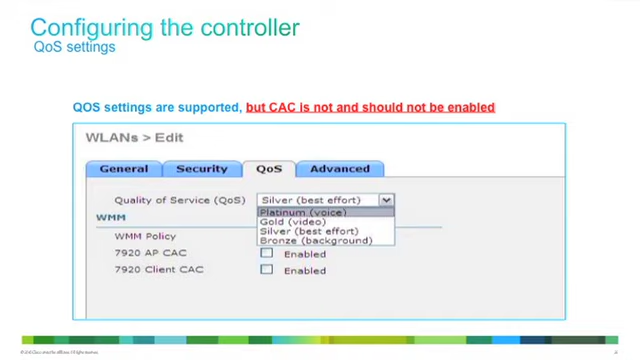 Configuring the controller
QoS settings
QOS settings are supported, but CAC is not and should not be enabled
WLANs > Edit
General Security QoS Advanced
Quality of Service (QoS) Silver (best effort)
Platinum (voice)
Gold (video)
Silver (best effort)
Bronze (background)
WMM
WMM Policy
7920 AP CAC Enabled
7920 Client CAC Enabled